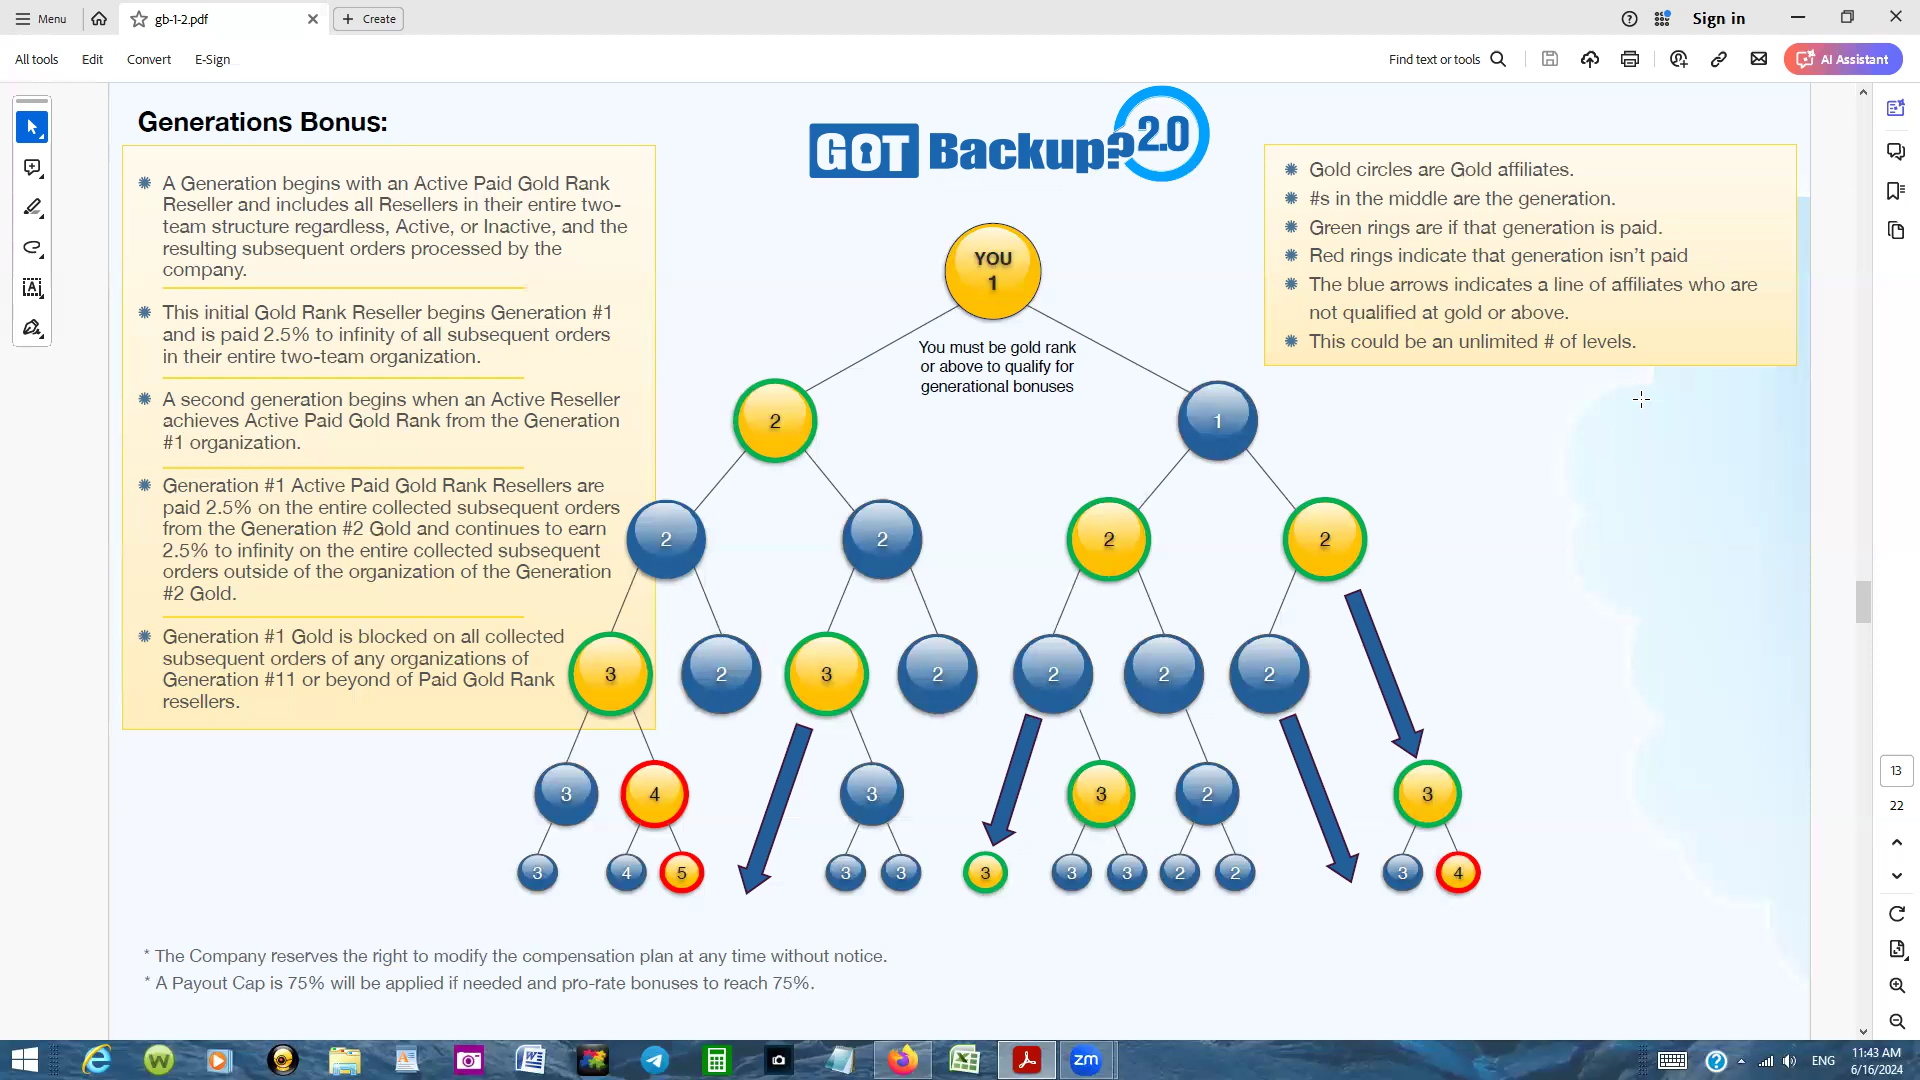 Menu
gb-1-2.pdf
Create
Sign in
All tools
Edit
Convert
E-Sign
Find text or tools
AI Assistant
Generations Bonus:
A Generation begins with an Active Paid Gold Rank
Reseller and includes all Resellers in their entire two-
team structure regardless, Active, or Inactive, and the
resulting subsequent orders processed by the
company.
This initial Gold Rank Reseller begins Generation #1
and is paid 2.5% to infinity of all subsequent orders
in their entire two-team organization.
A second generation begins when an Active Reseller
achieves Active Paid Gold Rank from the Generation
#1 organization.
Generation #1 Active Paid Gold Rank Resellers are
paid 2.5% on the entire collected subsequent orders
from the Generation #2 Gold and continues to earn
2.5% to infinity on the entire collected subsequent
orders outside of the organization of the Generation
#2 Gold.
Generation #1 Gold is blocked on all collected
subsequent orders of any organizations of
Generation #11 or beyond of Paid Gold Rank
resellers.
GOT Backup? 2.0
Gold circles are Gold affiliates.
#s in the middle are the generation.
Green rings are if that generation is paid.
Red rings indicate that generation isn't paid
The blue arrows indicates a line of affiliates who are
not qualified at gold or above.
This could be an unlimited # of levels.
YOU
1
You must be gold rank
or above to qualify for
generational bonuses
2 1
2 2 2 2
3 2 3 2 2 2 2
3 4 3 3 2 3
3 4 5 3 3 3 3 3 2 2 3 4
* The Company reserves the right to modify the compensation plan at any time without notice.
* A Payout Cap is 75% will be applied if needed and pro-rate bonuses to reach 75%.
13
22
W
zm
ENG
11:43 AM
6/16/2024